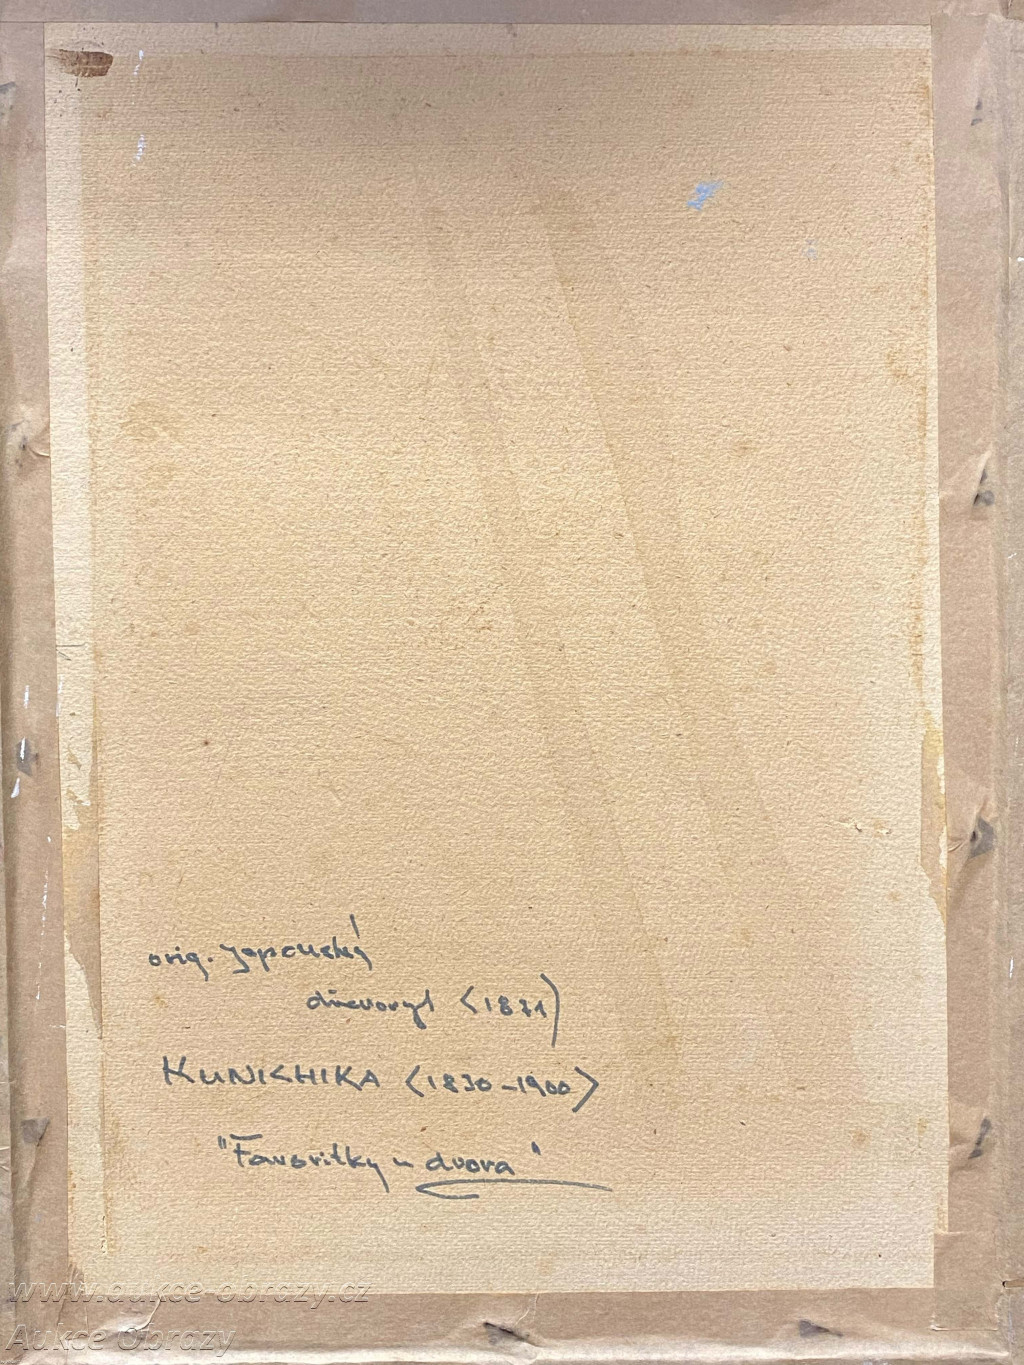 orig. japonský
dřevoryt (1871)
KUNICHIKA (1830-1900)
"Favoritky u dvora"
www.aukce-obrazy.cz
Aukce Obrazy